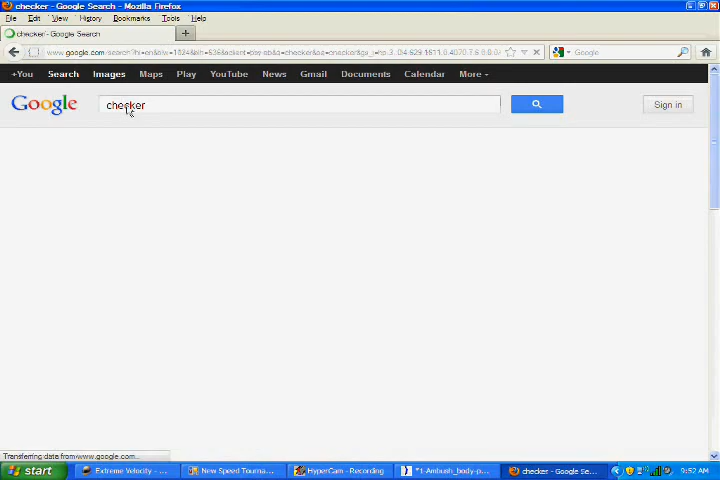 checker - Google Search - Mozilla Firefox
File Edit View History Bookmarks Tools Help
checker - Google Search
Google
+You Search Images Maps Play YouTube News Gmail Documents Calendar More
Google checker Sign in
Transferring data from www.google.com...
start Extreme Velocity - ... New Speed Tourna... HyperCam - Recording *1-Ambush_body-p... checker - Google Se... 9:52 AM